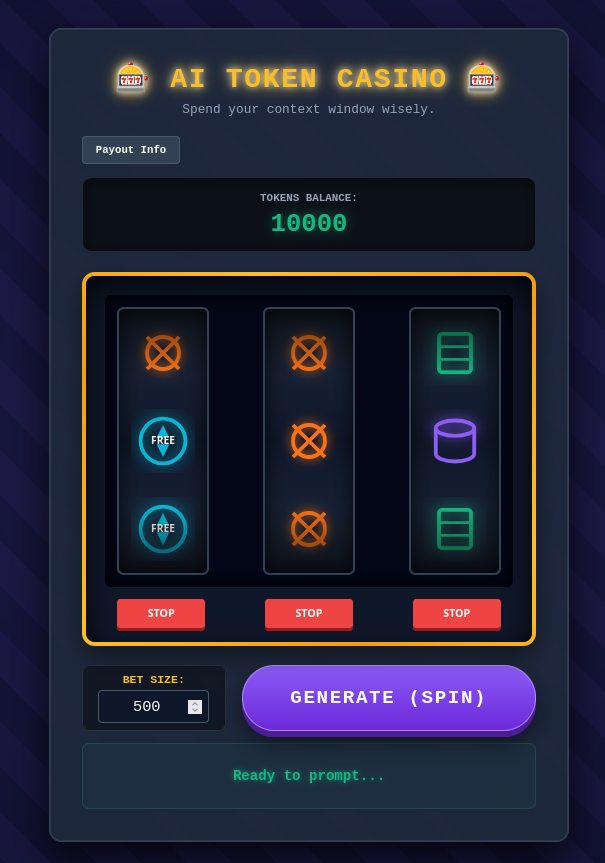 🎰 AI TOKEN CASINO 🎰
Spend your context window wisely.
Payout Info
TOKENS BALANCE:
10000
FREE
FREE
STOP STOP STOP
BET SIZE:
500
GENERATE (SPIN)
Ready to prompt...